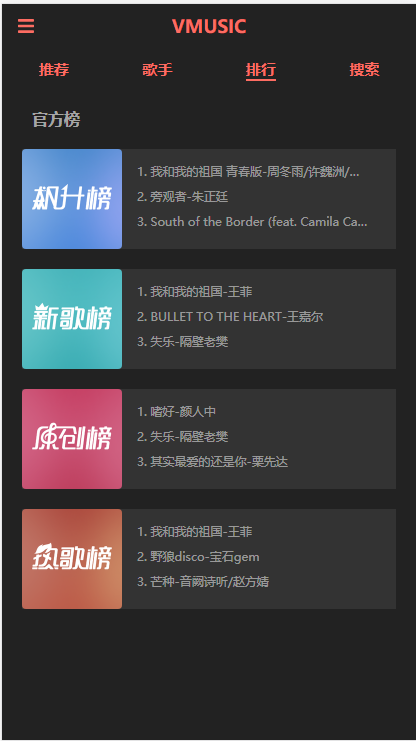 VMUSIC
推荐 歌手 排行 搜索
官方榜
飙升榜
1. 我和我的祖国 青春版-周冬雨/许魏洲/...
2. 旁观者-朱正廷
3. South of the Border (feat. Camila Ca...
新歌榜
1. 我和我的祖国-王菲
2. BULLET TO THE HEART-王嘉尔
3. 失乐-隔壁老樊
原创榜
1. 嗜好-颜人中
2. 失乐-隔壁老樊
3. 其实最爱的还是你-栗先达
热歌榜
1. 我和我的祖国-王菲
2. 野狼disco-宝石gem
3. 芒种-音阙诗听/赵方婧